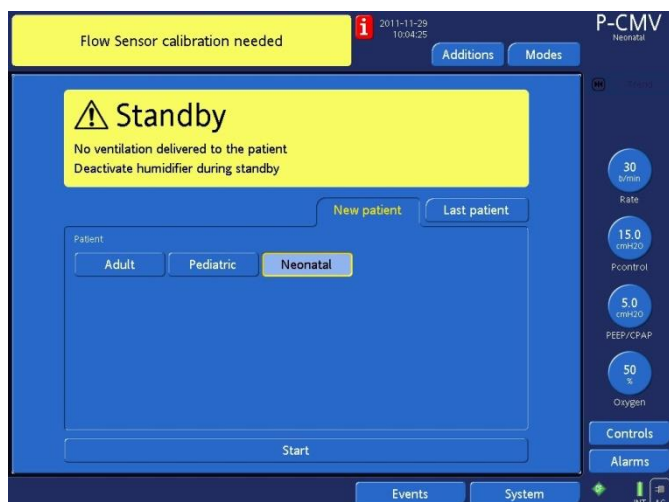 Flow Sensor calibration needed
i
2011-11-29
10:04:25
Additions
Modes
P-CMV
Neonatal
Standby
No ventilation delivered to the patient
Deactivate humidifier during standby
New patient
Last patient
Patient
Adult
Pediatric
Neonatal
Start
30
b/min
Rate
15.0
cmH2O
Pcontrol
5.0
cmH2O
PEEP/CPAP
50
%
Oxygen
Controls
Alarms
Events
System